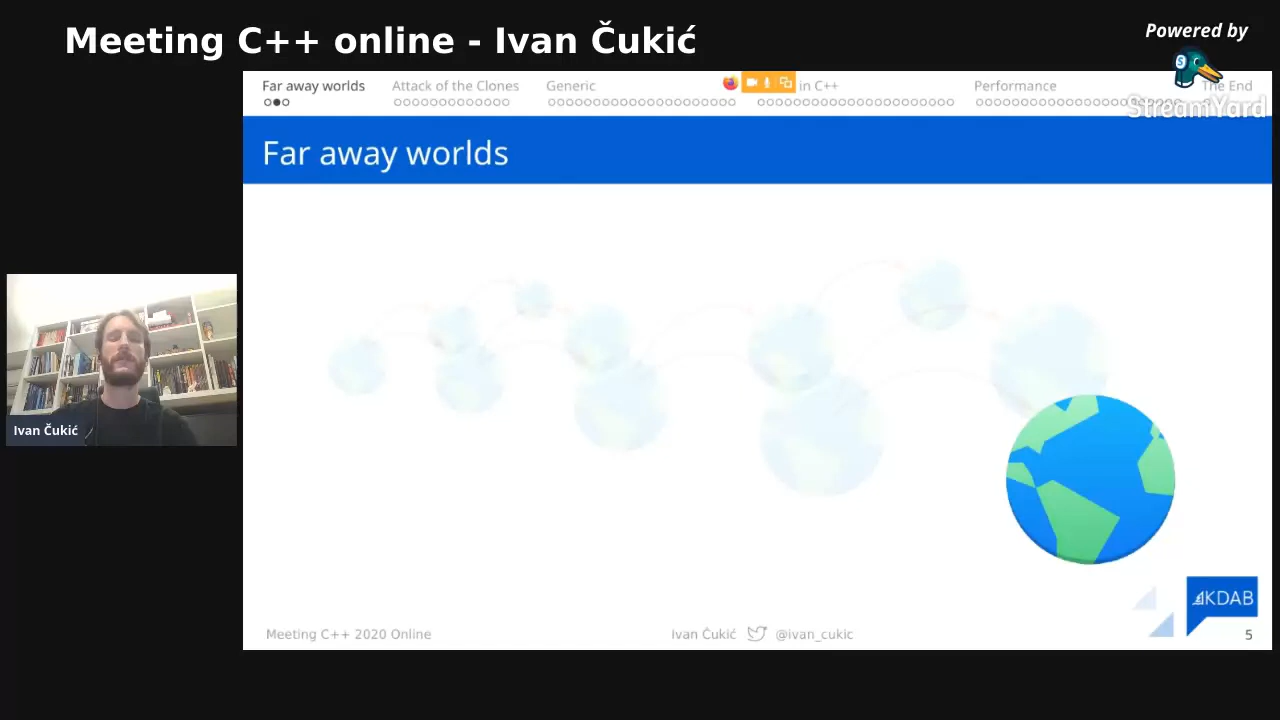 Meeting C++ online - Ivan Čukić
Powered by
StreamYard
Far away worlds
Attack of the Clones
Generic
in C++
Performance
The End
Far away worlds
Ivan Čukić
KDAB
Meeting C++ 2020 Online
Ivan Čukić @ivan_cukic
5